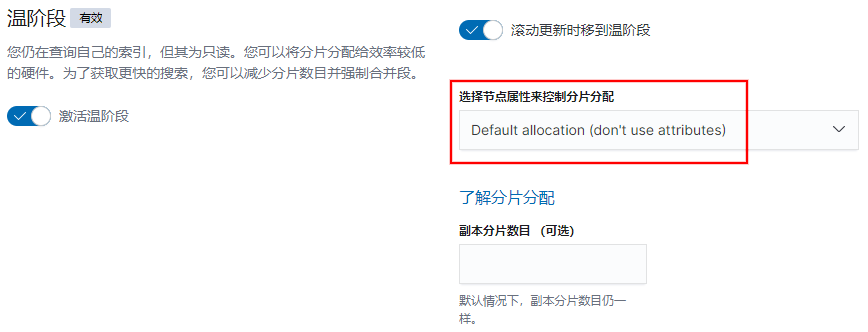 温阶段 有效
您仍在查询自己的索引，但其为只读。您可以将分片分配给效率较低
的硬件。为了获取更快的搜索，您可以减少分片数目并强制合并段。
激活温阶段
滚动更新时移到温阶段
选择节点属性来控制分片分配
Default allocation (don't use attributes)
了解分片分配
副本分片数目 （可选）
默认情况下，副本分片数目仍一
样。